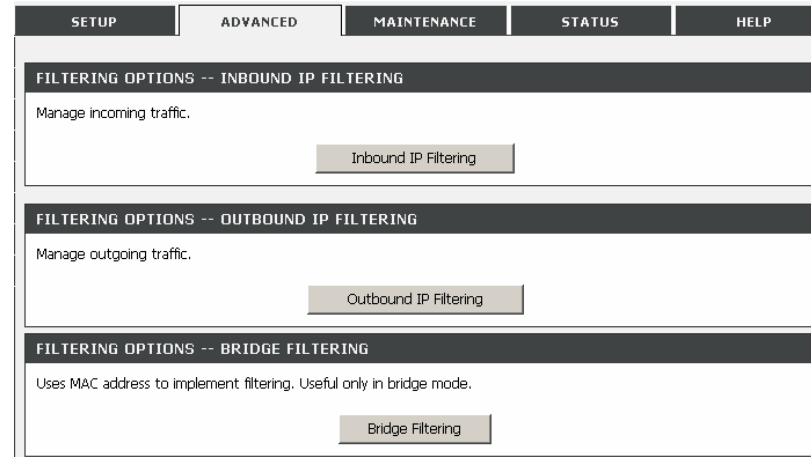 SETUP ADVANCED MAINTENANCE STATUS HELP
FILTERING OPTIONS -- INBOUND IP FILTERING
Manage incoming traffic.
Inbound IP Filtering
FILTERING OPTIONS -- OUTBOUND IP FILTERING
Manage outgoing traffic.
Outbound IP Filtering
FILTERING OPTIONS -- BRIDGE FILTERING
Uses MAC address to implement filtering. Useful only in bridge mode.
Bridge Filtering